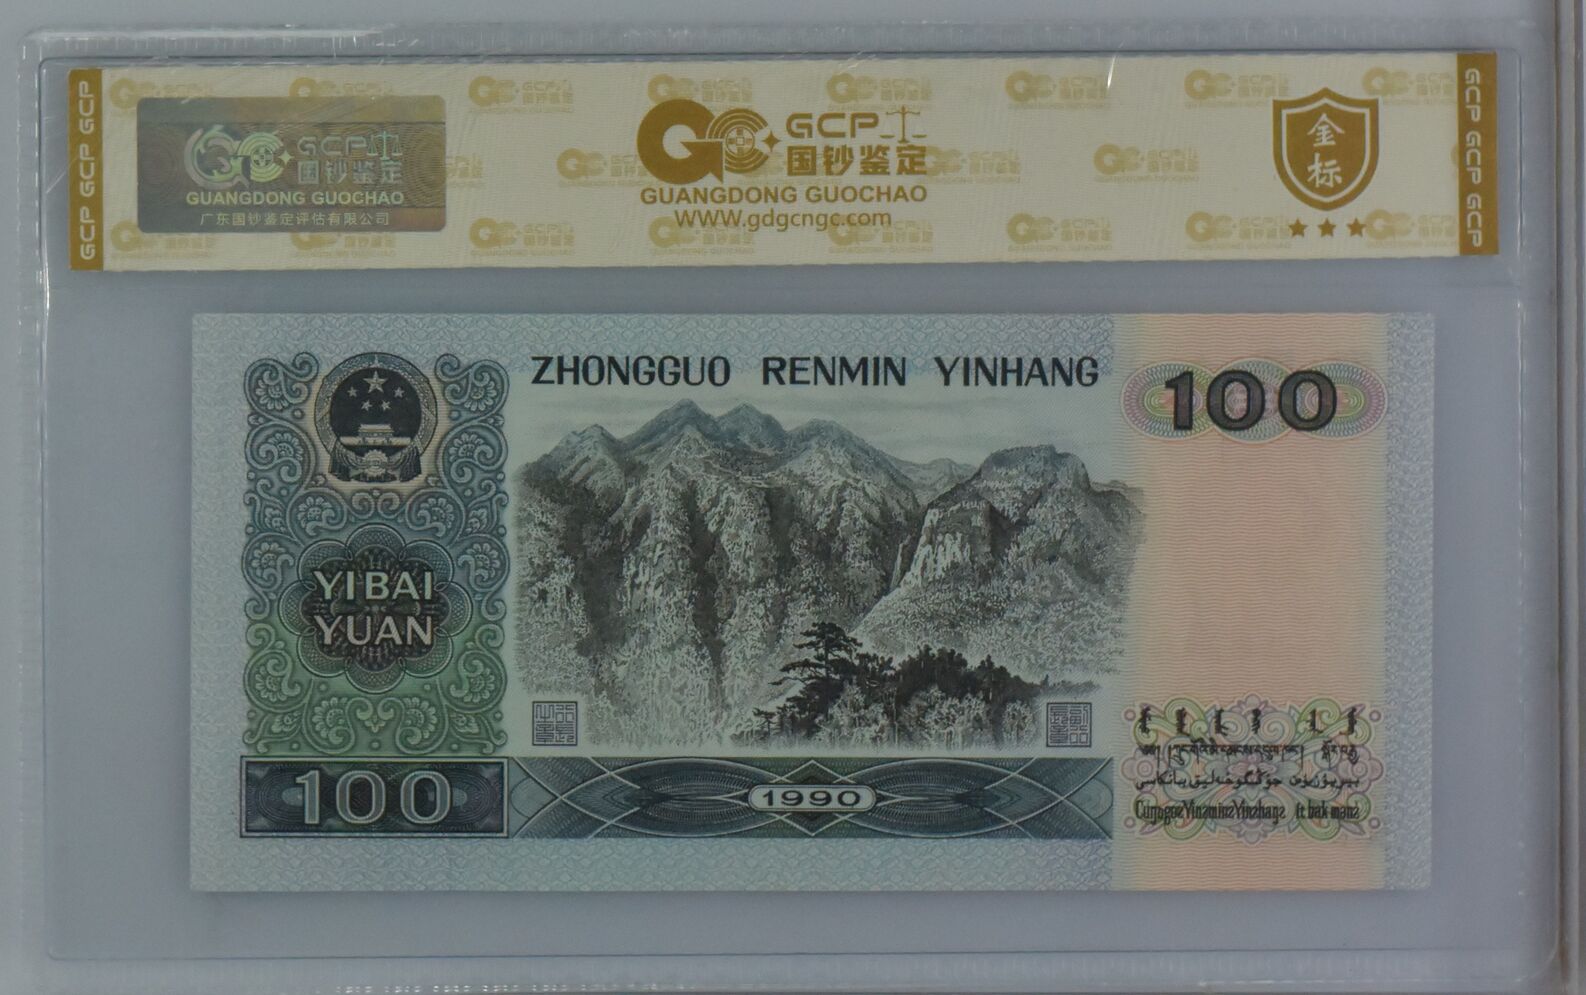 GCP GCP GCP
GCP
国钞鉴定
GUANGDONG GUOCHAO
广东国钞鉴定评估有限公司
GCP
国钞鉴定
GUANGDONG GUOCHAO
WWW.gdgcngc.com
金标
GCP GCP GCP
ZHONGGUO RENMIN YINHANG
100
YIBAI
YUAN
100
1990